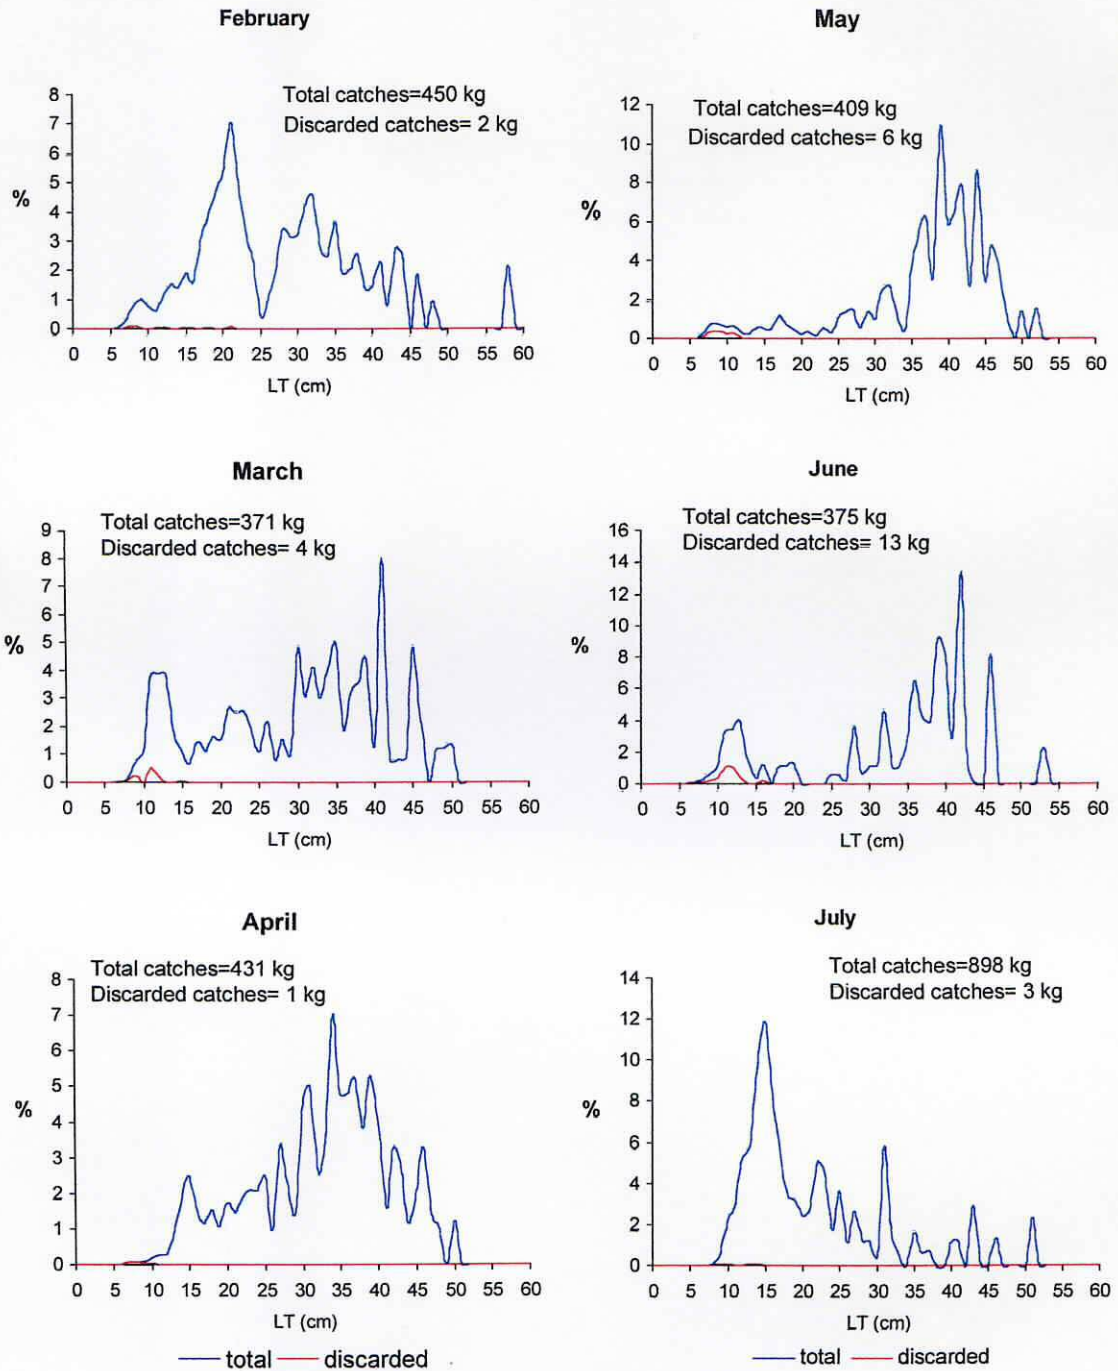 February
Total catches=450 kg
Discarded catches= 2 kg
8
7
6
5
4
3
2
1
0
%
0 5 10 15 20 25 30 35 40 45 50 55 60
LT (cm)
May
Total catches=409 kg
Discarded catches= 6 kg
12
10
8
6
4
2
0
%
0 5 10 15 20 25 30 35 40 45 50 55 60
LT (cm)
March
Total catches=371 kg
Discarded catches= 4 kg
9
8
7
6
5
4
3
2
1
0
%
0 5 10 15 20 25 30 35 40 45 50 55 60
LT (cm)
June
Total catches=375 kg
Discarded catches= 13 kg
16
14
12
10
8
6
4
2
0
%
0 5 10 15 20 25 30 35 40 45 50 55 60
LT (cm)
April
Total catches=431 kg
Discarded catches= 1 kg
8
7
6
5
4
3
2
1
0
%
0 5 10 15 20 25 30 35 40 45 50 55 60
LT (cm)
total discarded
July
Total catches=898 kg
Discarded catches= 3 kg
14
12
10
8
6
4
2
0
%
0 5 10 15 20 25 30 35 40 45 50 55 60
LT (cm)
total discarded